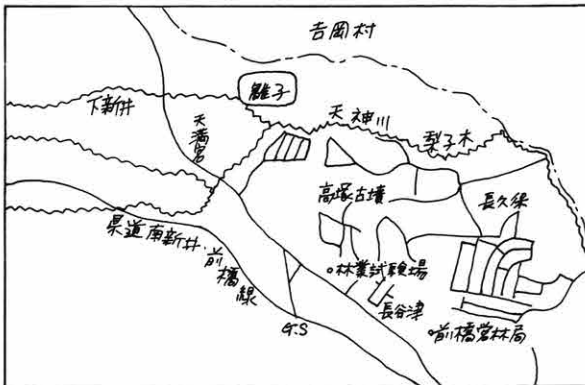 吉岡村
離子
下新井
天満宮
天神川
梨子木
高塚古墳
長久保
県道南新井・前橋線
林業試験場
長谷津
G.S
前橋営林局